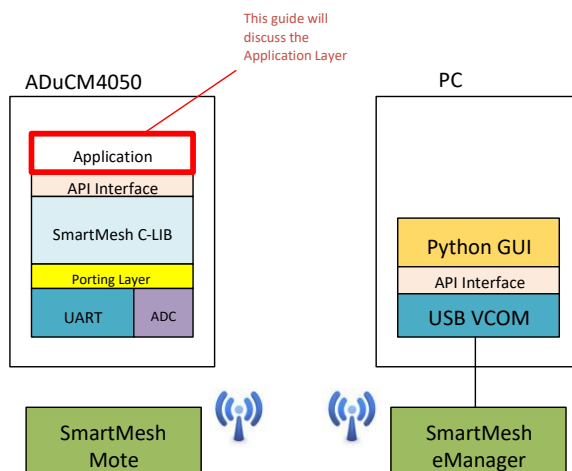 This guide will
discuss the
Application Layer
ADuCM4050
PC
Application
API Interface
SmartMesh C-LIB
Porting Layer
UART
ADC
Python GUI
API Interface
USB VCOM
SmartMesh
Mote
SmartMesh
eManager